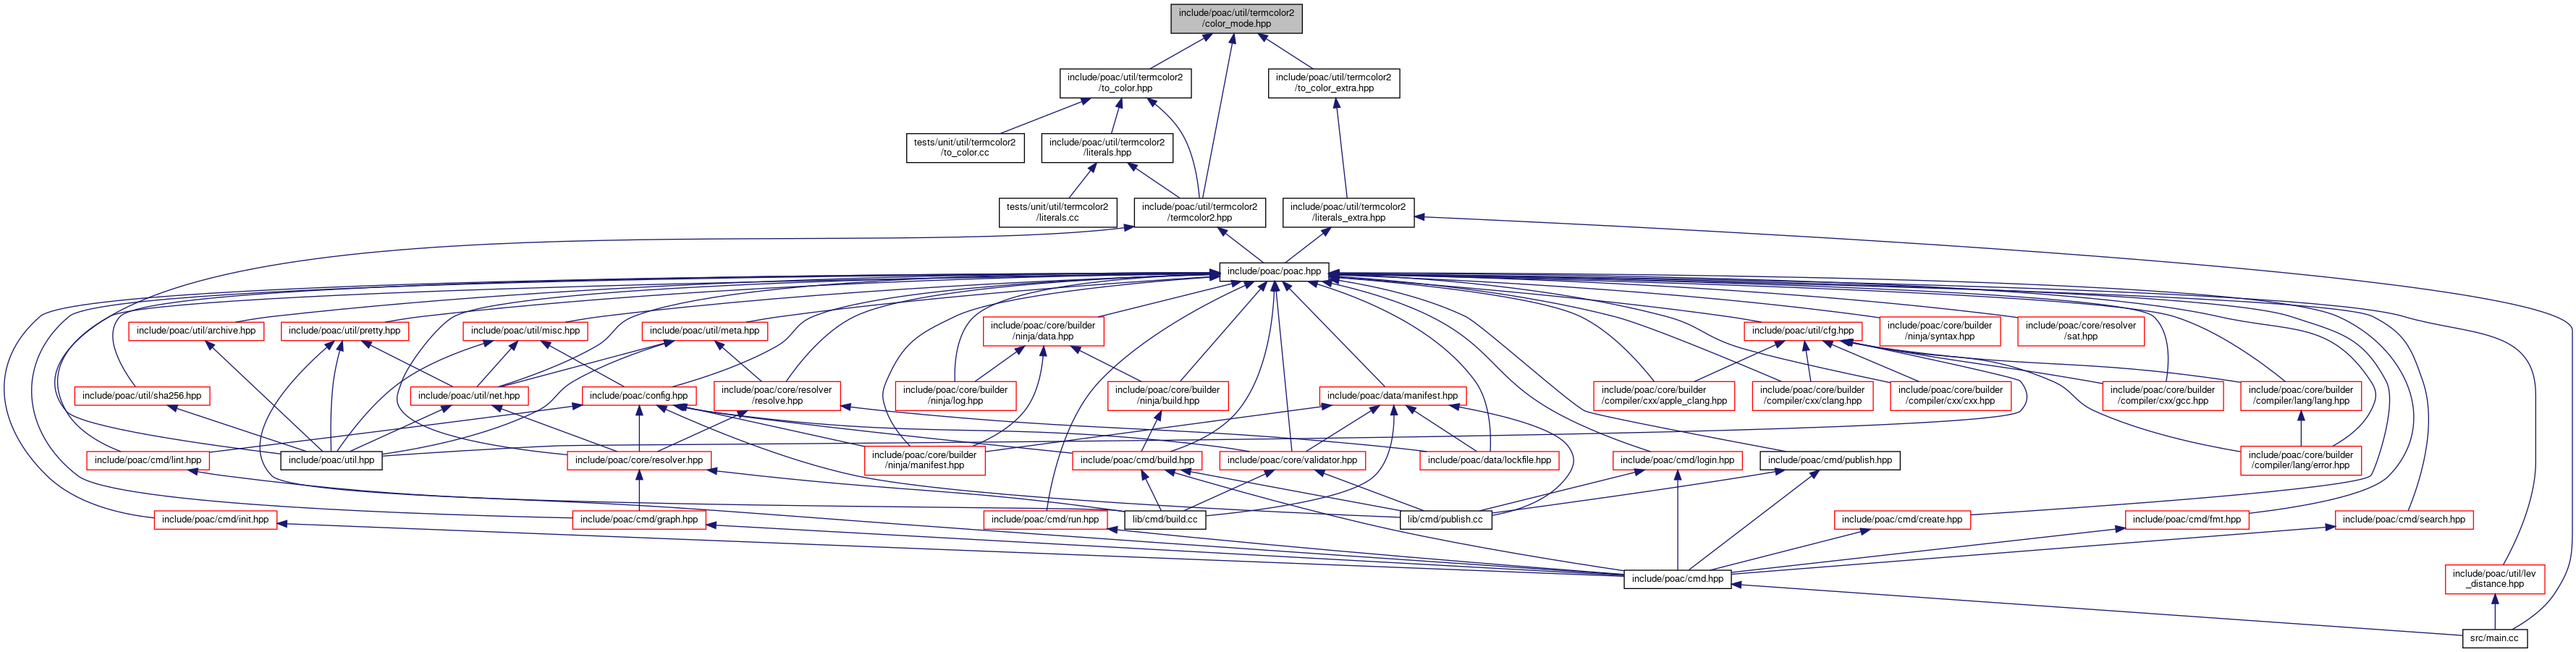 include/poac/util/termcolor2
/color_mode.hpp
include/poac/util/termcolor2
/to_color.hpp
include/poac/util/termcolor2
/to_color_extra.hpp
tests/unit/util/termcolor2
/to_color.cc
include/poac/util/termcolor2
/literals.hpp
tests/unit/util/termcolor2
/literals.cc
include/poac/util/termcolor2
/termcolor2.hpp
include/poac/util/termcolor2
/literals_extra.hpp
include/poac/poac.hpp
include/poac/util/archive.hpp
include/poac/util/pretty.hpp
include/poac/util/misc.hpp
include/poac/util/meta.hpp
include/poac/core/builder
/ninja/data.hpp
include/poac/util/cfg.hpp
include/poac/core/builder
/ninja/syntax.hpp
include/poac/core/resolver
/sat.hpp
include/poac/util/sha256.hpp
include/poac/util/net.hpp
include/poac/config.hpp
include/poac/core/resolver
/resolve.hpp
include/poac/core/builder
/ninja/log.hpp
include/poac/core/builder
/ninja/build.hpp
include/poac/data/manifest.hpp
include/poac/core/builder
/compiler/cxx/apple_clang.hpp
include/poac/core/builder
/compiler/cxx/clang.hpp
include/poac/core/builder
/compiler/cxx/cxx.hpp
include/poac/core/builder
/compiler/cxx/gcc.hpp
include/poac/core/builder
/compiler/lang/lang.hpp
include/poac/cmd/lint.hpp
include/poac/util.hpp
include/poac/core/resolver.hpp
include/poac/core/builder
/ninja/manifest.hpp
include/poac/cmd/build.hpp
include/poac/core/validator.hpp
include/poac/data/lockfile.hpp
include/poac/cmd/login.hpp
include/poac/cmd/publish.hpp
include/poac/core/builder
/compiler/lang/error.hpp
include/poac/cmd/init.hpp
include/poac/cmd/graph.hpp
include/poac/cmd/run.hpp
lib/cmd/build.cc
lib/cmd/publish.cc
include/poac/cmd/create.hpp
include/poac/cmd/fmt.hpp
include/poac/cmd/search.hpp
include/poac/cmd.hpp
include/poac/util/lev
_distance.hpp
src/main.cc